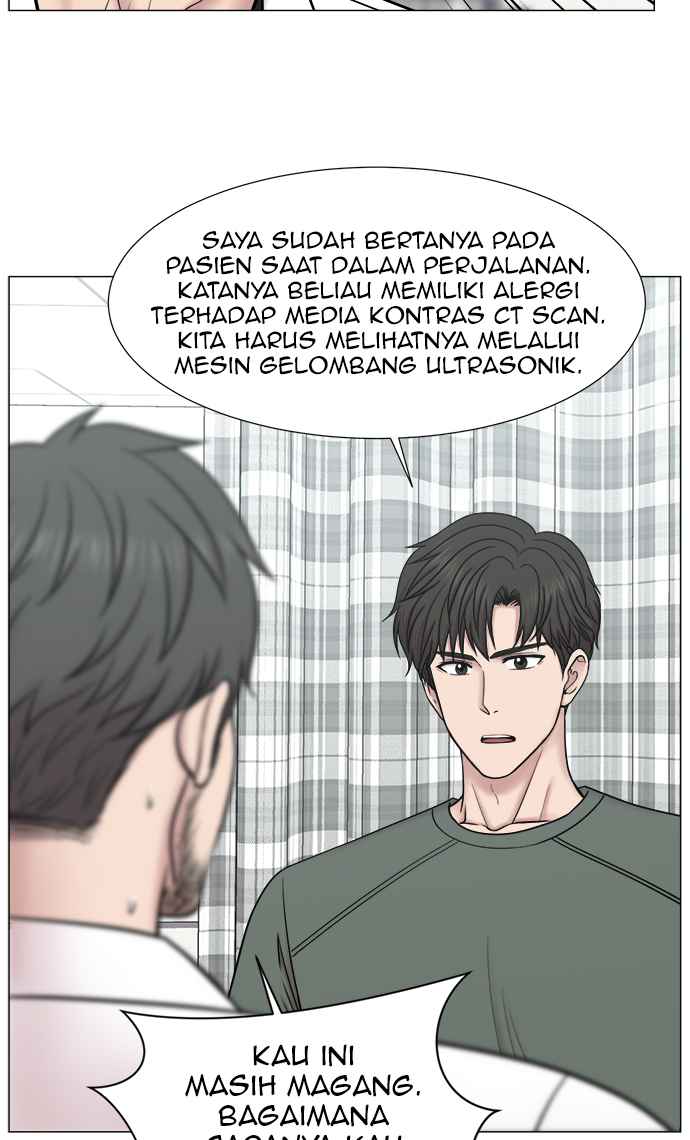 SAYA SUDAH BERTANYA PADA
PASIEN SAAT DALAM PERJALANAN.
KATANYA BELIAU MEMILIKI ALERGI
TERHADAP MEDIA KONTRAS CT SCAN.
KITA HARUS MELIHATNYA MELALUI
MESIN GELOMBANG ULTRASONIK.
KAU INI
MASIH MAGANG.
BAGAIMANA